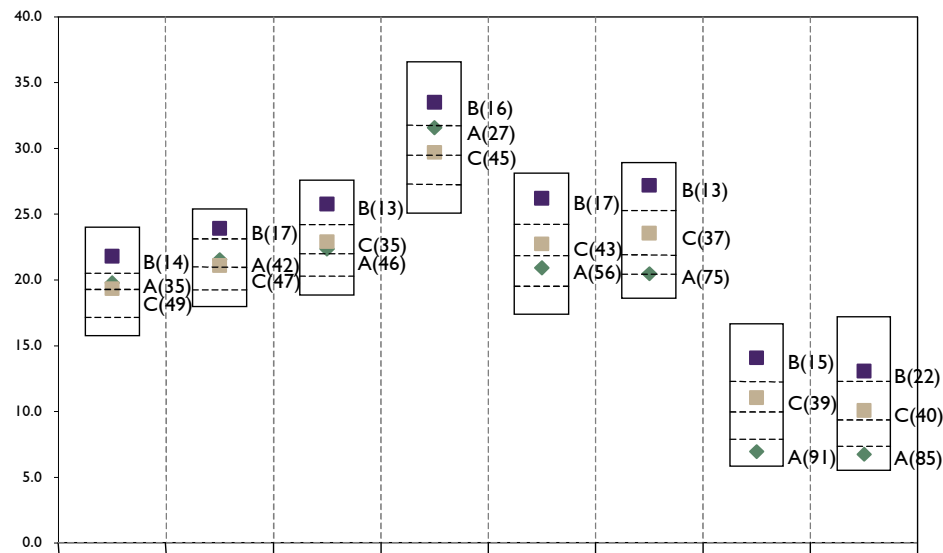 40.0
35.0
30.0
25.0
20.0
15.0
10.0
5.0
0.0
B(14)
A(35)
C(49)
B(17)
A(42)
C(47)
B(13)
C(35)
A(46)
B(16)
A(27)
C(45)
B(17)
C(43)
A(56)
B(13)
C(37)
A(75)
B(15)
C(39)
A(91)
B(22)
C(40)
A(85)